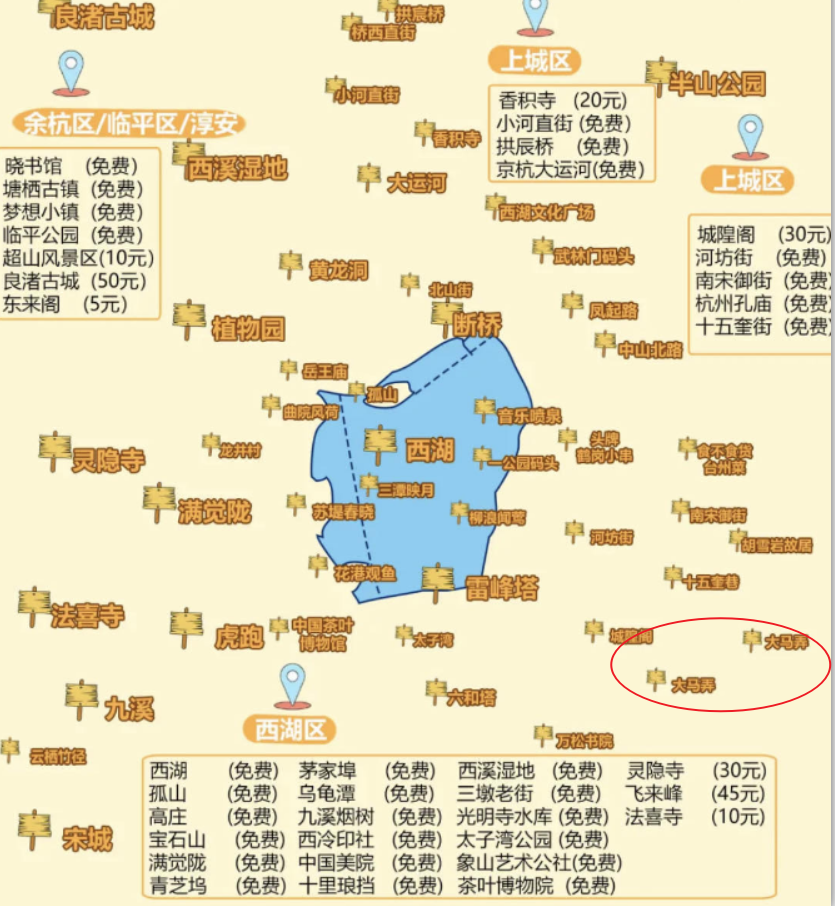 良渚古城
拱宸桥
桥西直街
上城区
小河直街
半山公园
香积寺 (20元)
小河直街 (免费)
拱辰桥 (免费)
京杭大运河(免费)
余杭区/临平区/淳安
香积寺
晓书馆 (免费)
塘栖古镇 (免费)
梦想小镇 (免费)
临平公园 (免费)
超山风景区(10元)
良渚古城 (50元)
东来阁 (5元)
西溪湿地
大运河
上城区
西湖文化广场
城隍阁 (30元)
河坊街 (免费)
南宋御街 (免费)
杭州孔庙 (免费)
十五奎街 (免费)
武林门码头
黄龙洞
北山街
凤起路
植物园
断桥
中山北路
岳王庙
孤山
曲院风荷
音乐喷泉
灵隐寺
龙井村
西湖
一公园码头
头牌
鹤岗小串
食不食贷
台州菜
三潭映月
满觉陇
苏堤春晓
柳浪闻莺
南宋御街
河坊街
胡雪岩故居
花港观鱼
雷峰塔
十五奎巷
法喜寺
虎跑
中国茶叶
博物馆
太子湾
城隍阁
大马弄
大马弄
九溪
六和塔
西湖区
万松书院
云栖竹径
宋城
西湖 (免费) 茅家埠 (免费) 西溪湿地 (免费) 灵隐寺 (30元)
孤山 (免费) 乌龟潭 (免费) 三墩老街 (免费) 飞来峰 (45元)
高庄 (免费) 九溪烟树 (免费) 光明寺水库 (免费) 法喜寺 (10元)
宝石山 (免费) 西冷印社 (免费) 太子湾公园 (免费)
满觉陇 (免费) 中国美院 (免费) 象山艺术公社(免费)
青芝坞 (免费) 十里琅挡 (免费) 茶叶博物院 (免费)